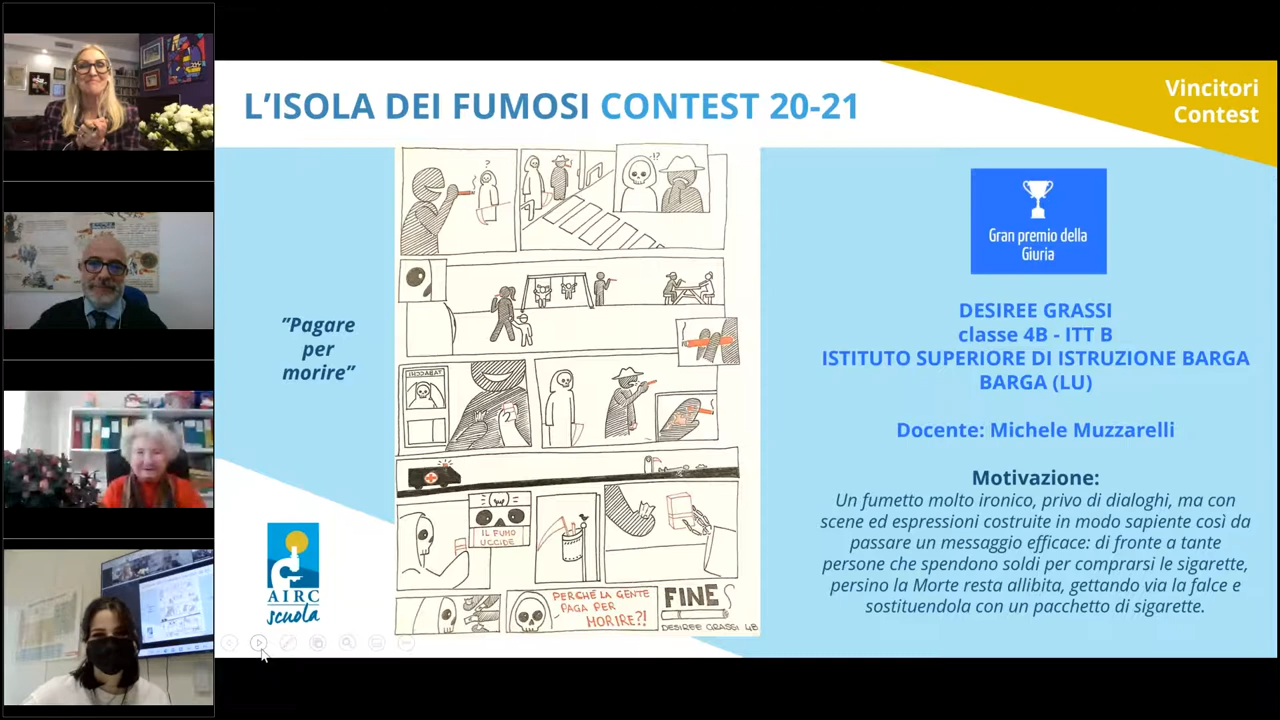 L'ISOLA DEI FUMOSI CONTEST 20-21
Vincitori
Contest
"Pagare
per
morire"
?
!?
TABACCHI
IL FUMO
UCCIDE
PERCHÉ LA GENTE
PAGA PER
MORIRE?!
FINE
DESIREE GRASSI 4B
Gran premio della
Giuria
DESIREE GRASSI
classe 4B - ITT B
ISTITUTO SUPERIORE DI ISTRUZIONE BARGA
BARGA (LU)
Docente: Michele Muzzarelli
Motivazione:
Un fumetto molto ironico, privo di dialoghi, ma con
scene ed espressioni costruite in modo sapiente così da
passare un messaggio efficace: di fronte a tante
persone che spendono soldi per comprarsi le sigarette,
persino la Morte resta allibita, gettando via la falce e
sostituendola con un pacchetto di sigarette.
AIRC
scuola